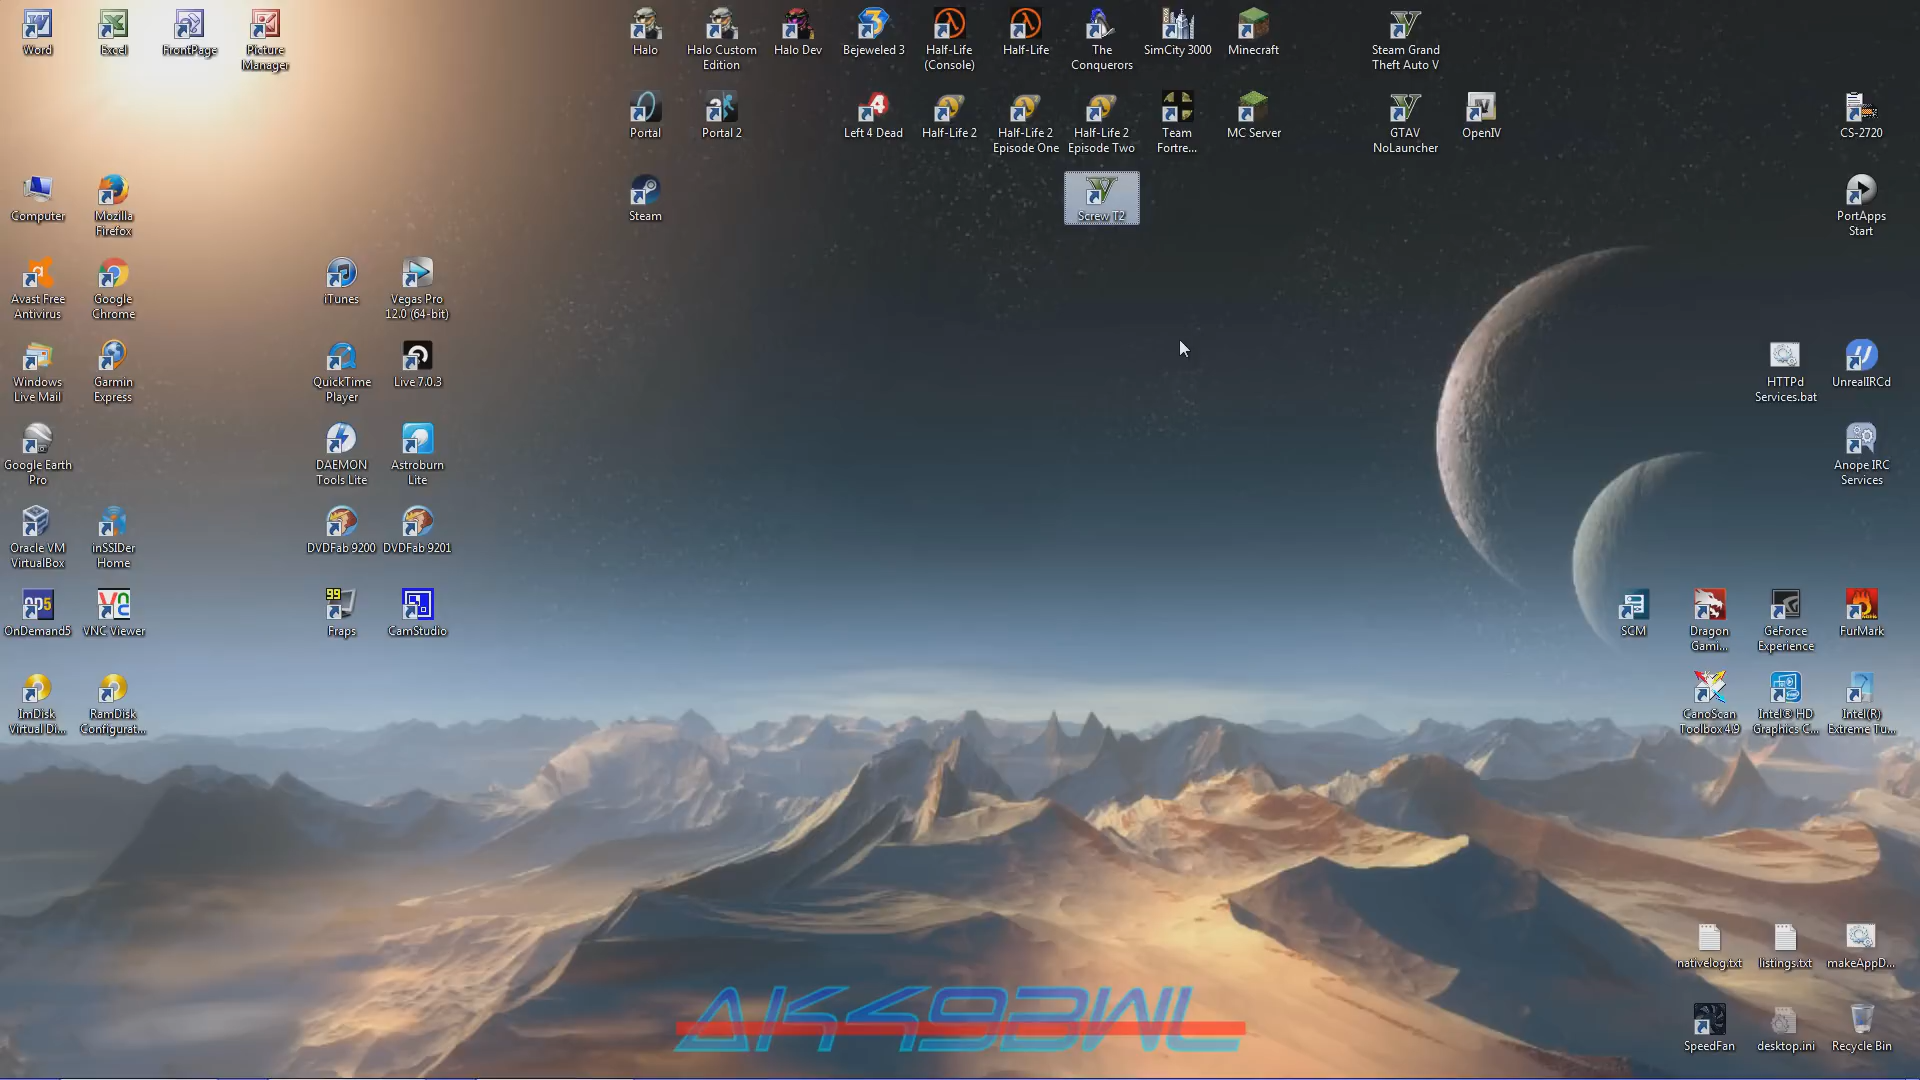 Word
Excel
FrontPage
Picture
Manager
Halo
Halo Custom
Edition
Halo Dev
Bejeweled 3
Half-Life
(Console)
Half-Life
The
Conquerors
SimCity 3000
Minecraft
Steam Grand
Theft Auto V
Portal
Portal 2
Left 4 Dead
Half-Life 2
Half-Life 2
Episode One
Half-Life 2
Episode Two
Team
Fortre...
MC Server
GTAV
NoLauncher
OpenIV
CS-2720
Computer
Mozilla
Firefox
Steam
Screw T2
PortApps
Start
Avast Free
Antivirus
Google
Chrome
iTunes
Vegas Pro
12.0 (64-bit)
Windows
Live Mail
Garmin
Express
QuickTime
Player
Live 7.0.3
HTTPd
Services.bat
UnrealIRCd
Google Earth
Pro
DAEMON
Tools Lite
Astroburn
Lite
Anope IRC
Services
Oracle VM
VirtualBox
inSSIDer
Home
DVDFab 9200
DVDFab 9201
OnDemand5
VNC Viewer
99
Fraps
CamStudio
SCM
Dragon
Gami...
GeForce
Experience
FurMark
ImDisk
Virtual Di...
RamDisk
Configurat...
CanoScan
Toolbox 4.9
Intel® HD
Graphics C...
Intel(R)
Extreme Tu...
nativelog.txt
listings.txt
makeAppD...
AK49BWL
SpeedFan
desktop.ini
Recycle Bin